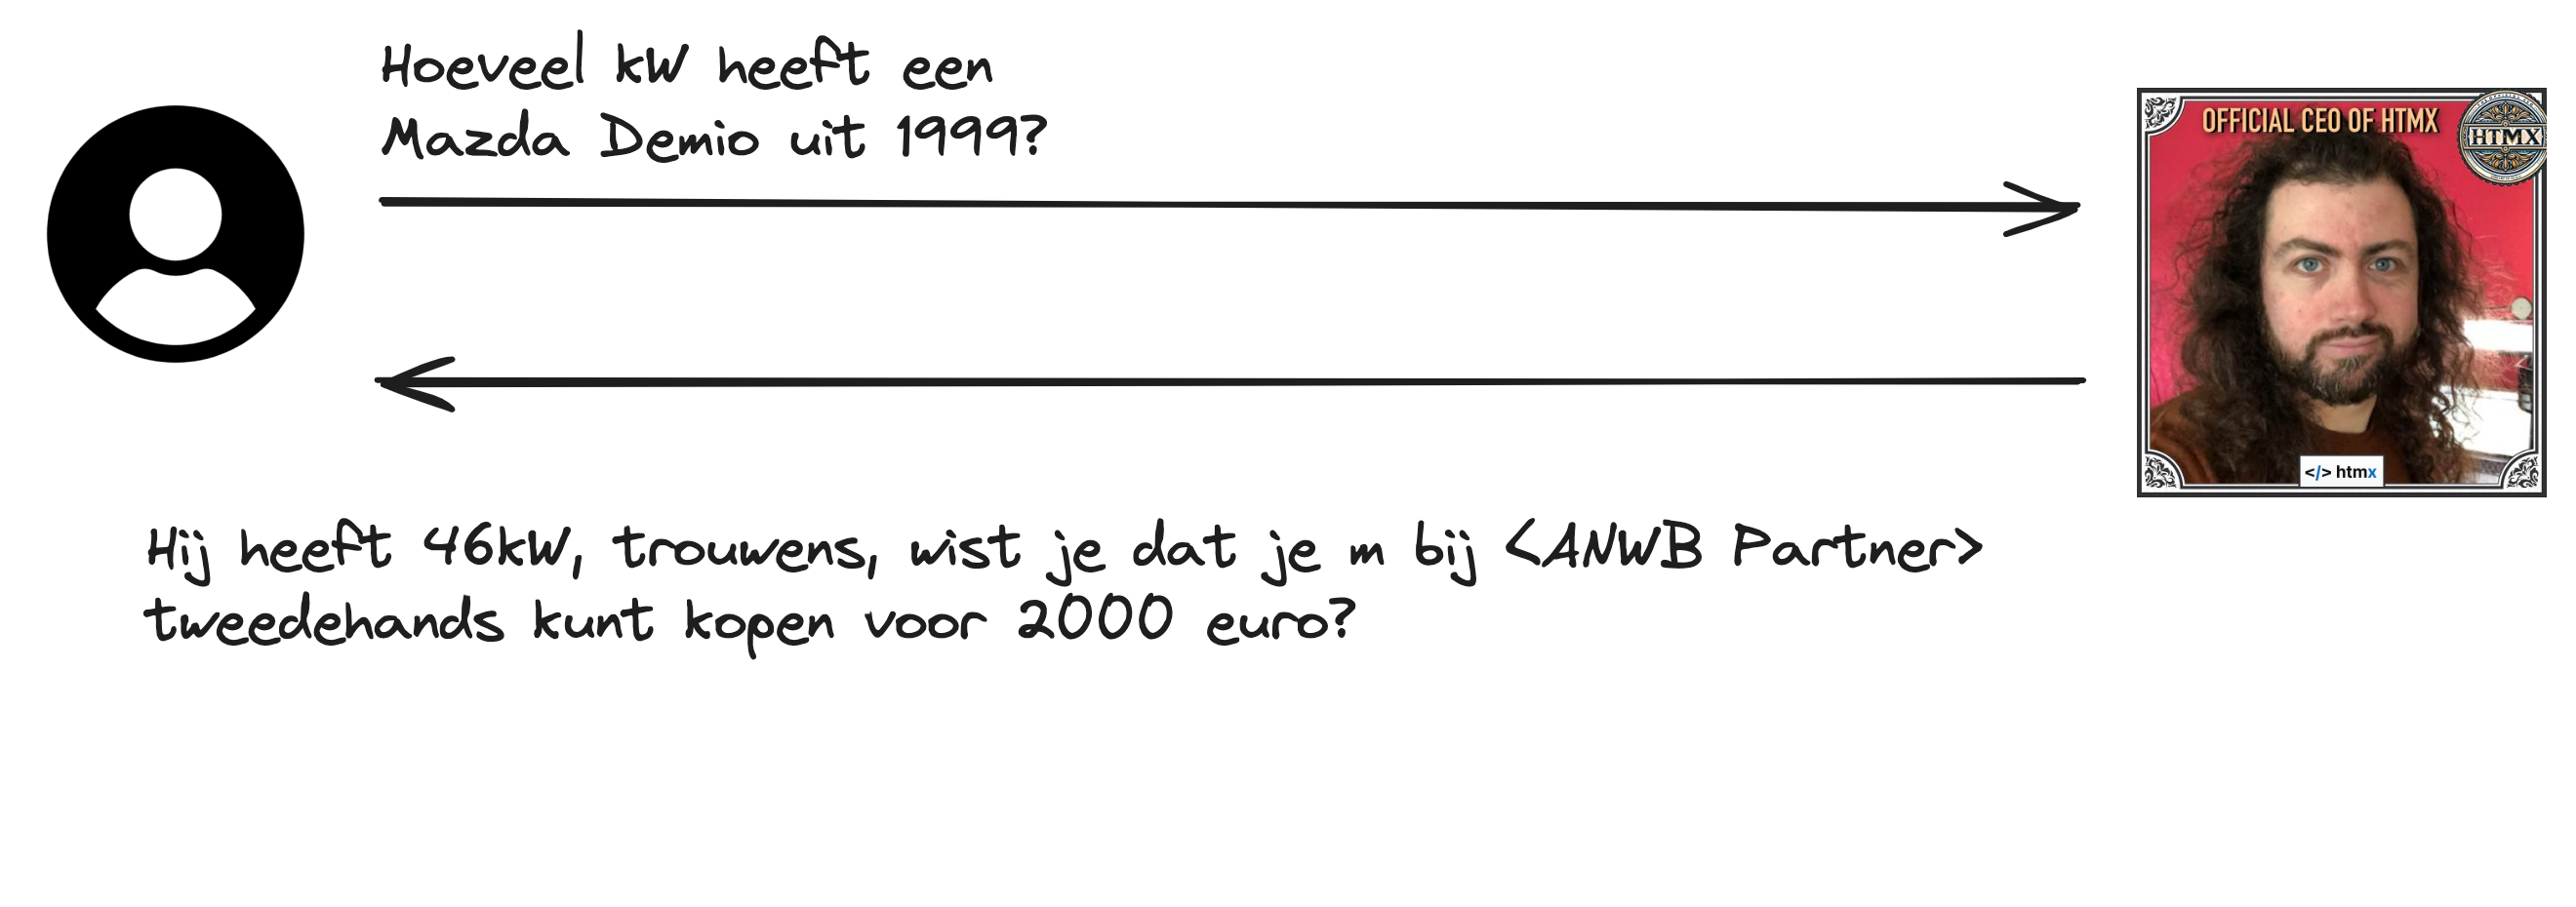 Hoeveel kW heeft een
Mazda Demio uit 1999?
OFFICIAL CEO OF HTMX
HTMX
</> htmx
Hij heeft 46kW, trouwens, wist je dat je m bij <ANWB Partner>
tweedehands kunt kopen voor 2000 euro?